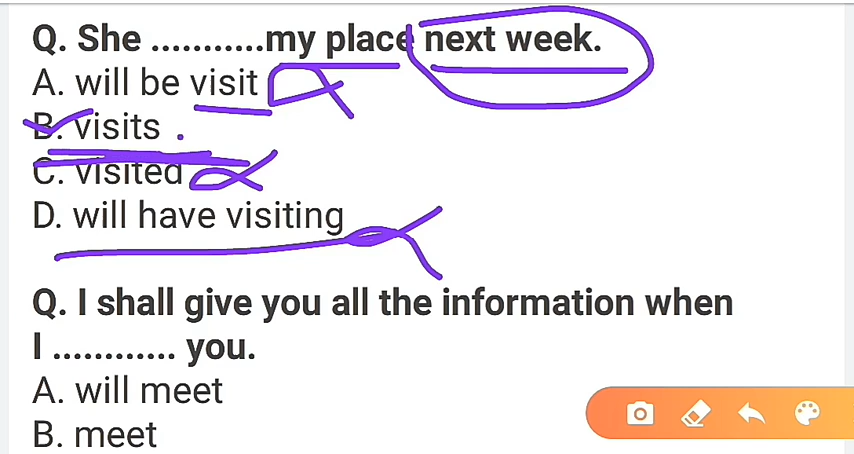 Q. She ...........my place next week.
A. will be visit
B. visits .
C. visited
D. will have visiting
Q. I shall give you all the information when
I ............ you.
A. will meet
B. meet